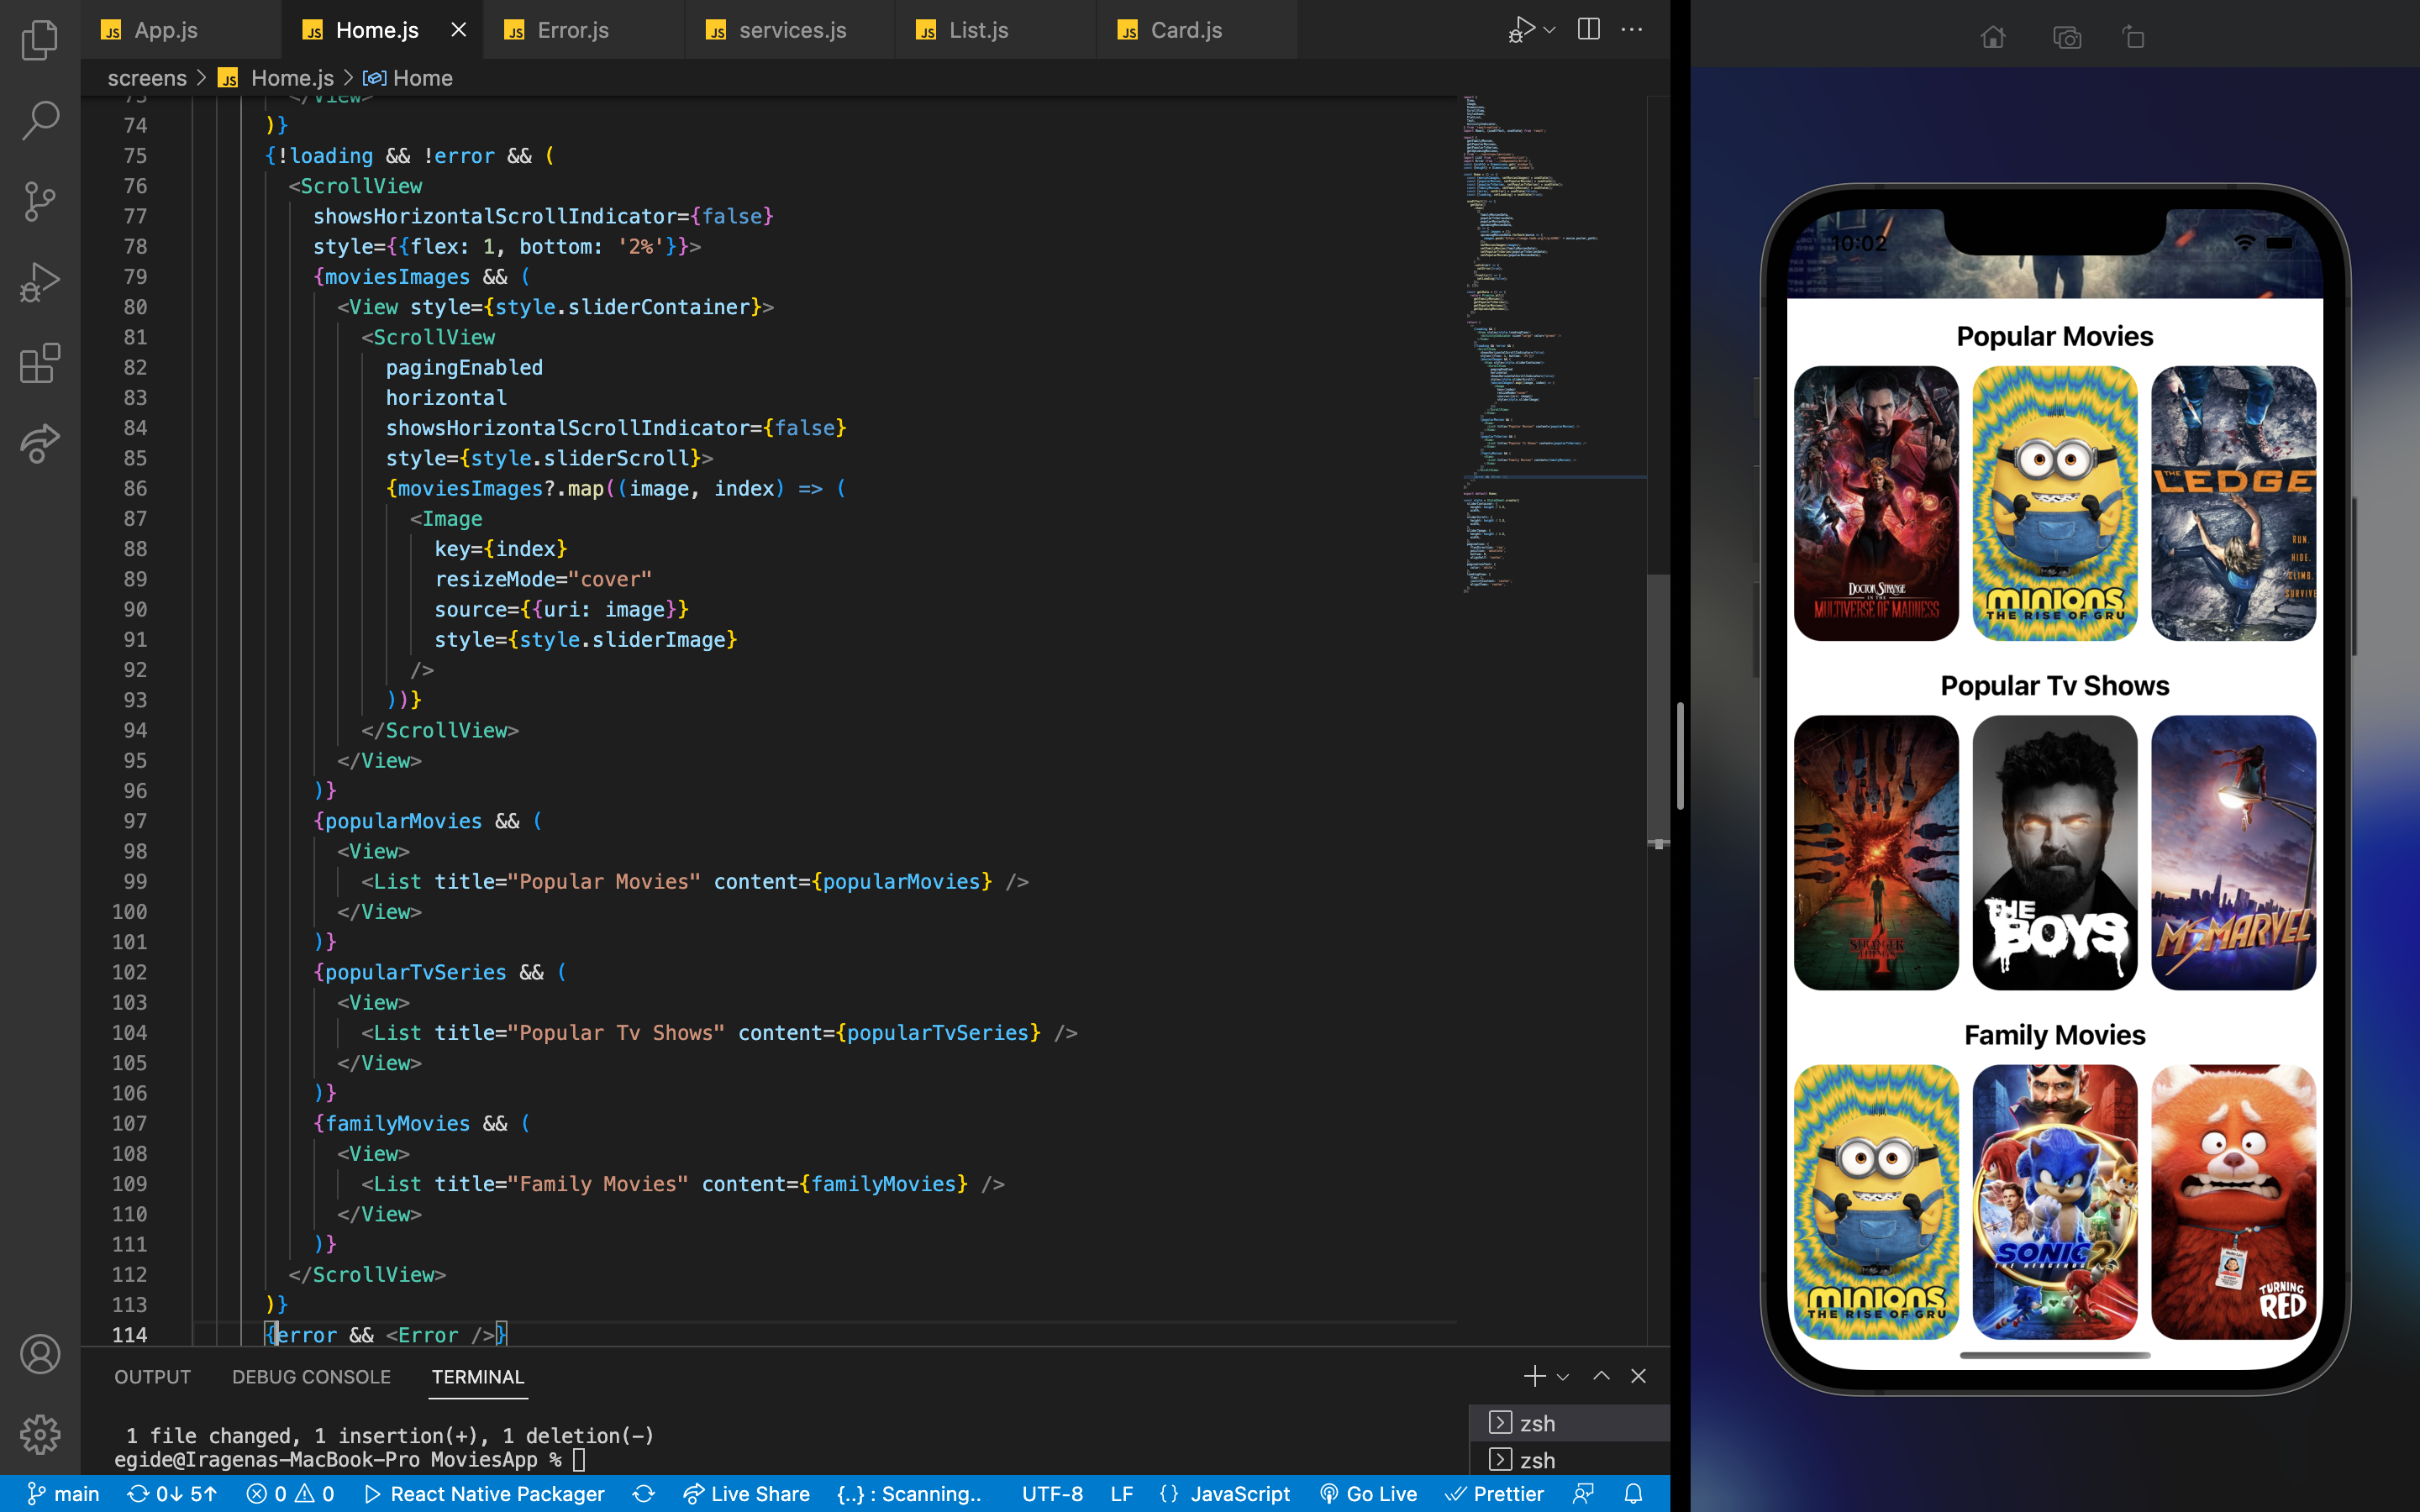 App.js
Home.js
Error.js
services.js
List.js
Card.js
screens > Home.js > Home
73 </View>
74 )}
75 {!loading && !error && (
76 <ScrollView
77 showsHorizontalScrollIndicator={false}
78 style={{flex: 1, bottom: '2%'}}>
79 {moviesImages && (
80 <View style={style.sliderContainer}>
81 <ScrollView
82 pagingEnabled
83 horizontal
84 showsHorizontalScrollIndicator={false}
85 style={style.sliderScroll}>
86 {moviesImages?.map((image, index) => (
87 <Image
88 key={index}
89 resizeMode="cover"
90 source={{uri: image}}
91 style={style.sliderImage}
92 />
93 ))}
94 </ScrollView>
95 </View>
96 )}
97 {popularMovies && (
98 <View>
99 <List title="Popular Movies" content={popularMovies} />
100 </View>
101 )}
102 {popularTvSeries && (
103 <View>
104 <List title="Popular Tv Shows" content={popularTvSeries} />
105 </View>
106 )}
107 {familyMovies && (
108 <View>
109 <List title="Family Movies" content={familyMovies} />
110 </View>
111 )}
112 </ScrollView>
113 )}
114 {error && <Error />}
OUTPUT
DEBUG CONSOLE
TERMINAL
1 file changed, 1 insertion(+), 1 deletion(-)
egide@Iragenas-MacBook-Pro MoviesApp %
zsh
zsh
main
0↓ 5↑
0
0
React Native Packager
Live Share
{..} : Scanning..
UTF-8
LF
{} JavaScript
Go Live
Prettier
10:02
Popular Movies
DOCTOR STRANGE
IN THE
MULTIVERSE OF MADNESS
MINIONS
THE RISE OF GRU
THE
LEDGE
RUN.
HIDE.
CLIMB.
SURVIVE
Popular Tv Shows
STRANGER
THINGS
4
THE
BOYS
MS MARVEL
Family Movies
MINIONS
THE RISE OF GRU
SONIC 2
THE HEDGEHOG
TURNING
RED